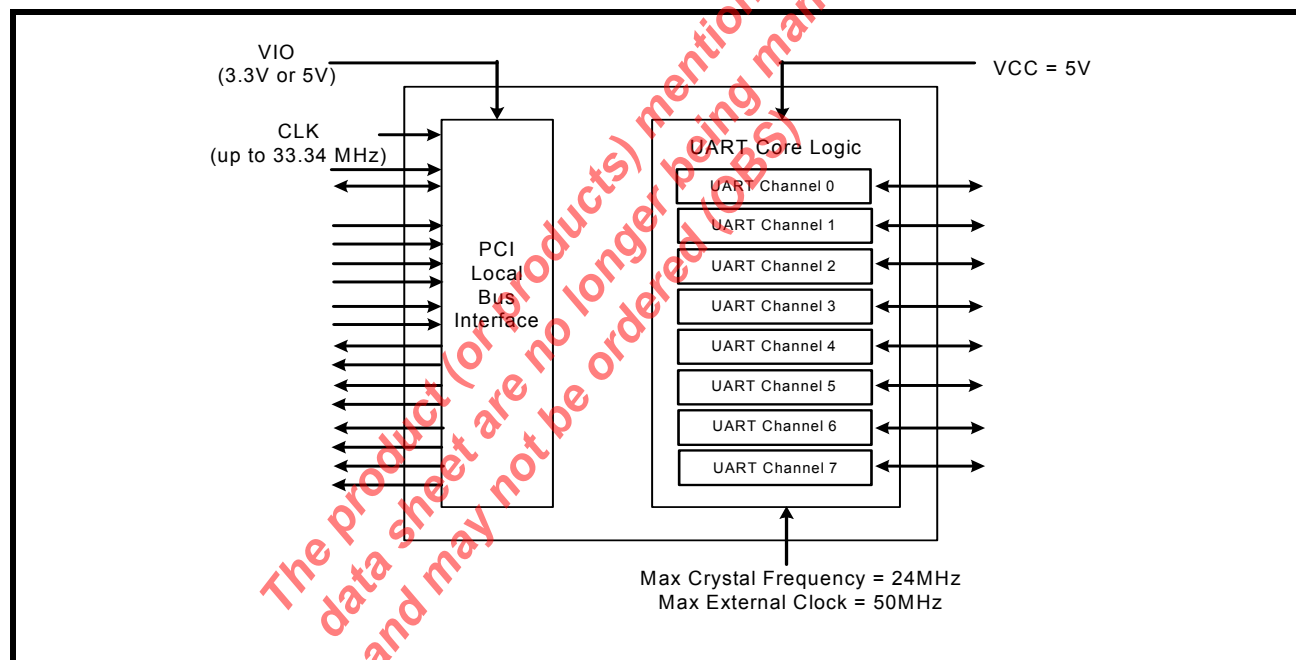 VIO
(3.3V or 5V)
VCC = 5V
CLK
(up to 33.34 MHz)
PCI
Local
Bus
Interface
UART Core Logic
UART Channel 0
UART Channel 1
UART Channel 2
UART Channel 3
UART Channel 4
UART Channel 5
UART Channel 6
UART Channel 7
Max Crystal Frequency = 24MHz
Max External Clock = 50MHz
The product (or products) mention
data sheet are no longer being man
and may not be ordered (OBS)